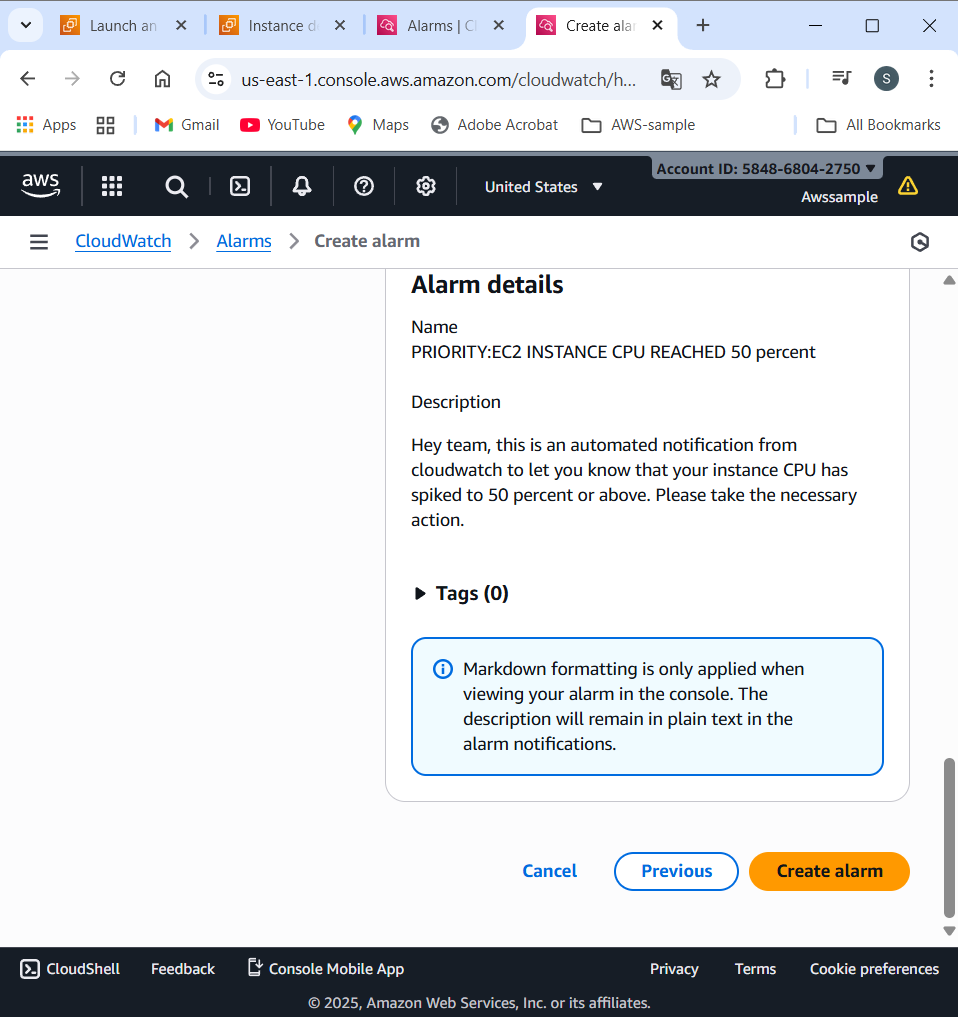 Launch an
Instance d
Alarms | C
Create alar
us-east-1.console.aws.amazon.com/cloudwatch/h...
S
Apps
Gmail
YouTube
Maps
Adobe Acrobat
AWS-sample
All Bookmarks
aws
United States
Account ID: 5848-6804-2750
Awssample
CloudWatch
Alarms
Create alarm
Alarm details
Name
PRIORITY:EC2 INSTANCE CPU REACHED 50 percent
Description
Hey team, this is an automated notification from
cloudwatch to let you know that your instance CPU has
spiked to 50 percent or above. Please take the necessary
action.
Tags (0)
Markdown formatting is only applied when
viewing your alarm in the console. The
description will remain in plain text in the
alarm notifications.
Cancel
Previous
Create alarm
CloudShell
Feedback
Console Mobile App
Privacy
Terms
Cookie preferences
© 2025, Amazon Web Services, Inc. or its affiliates.